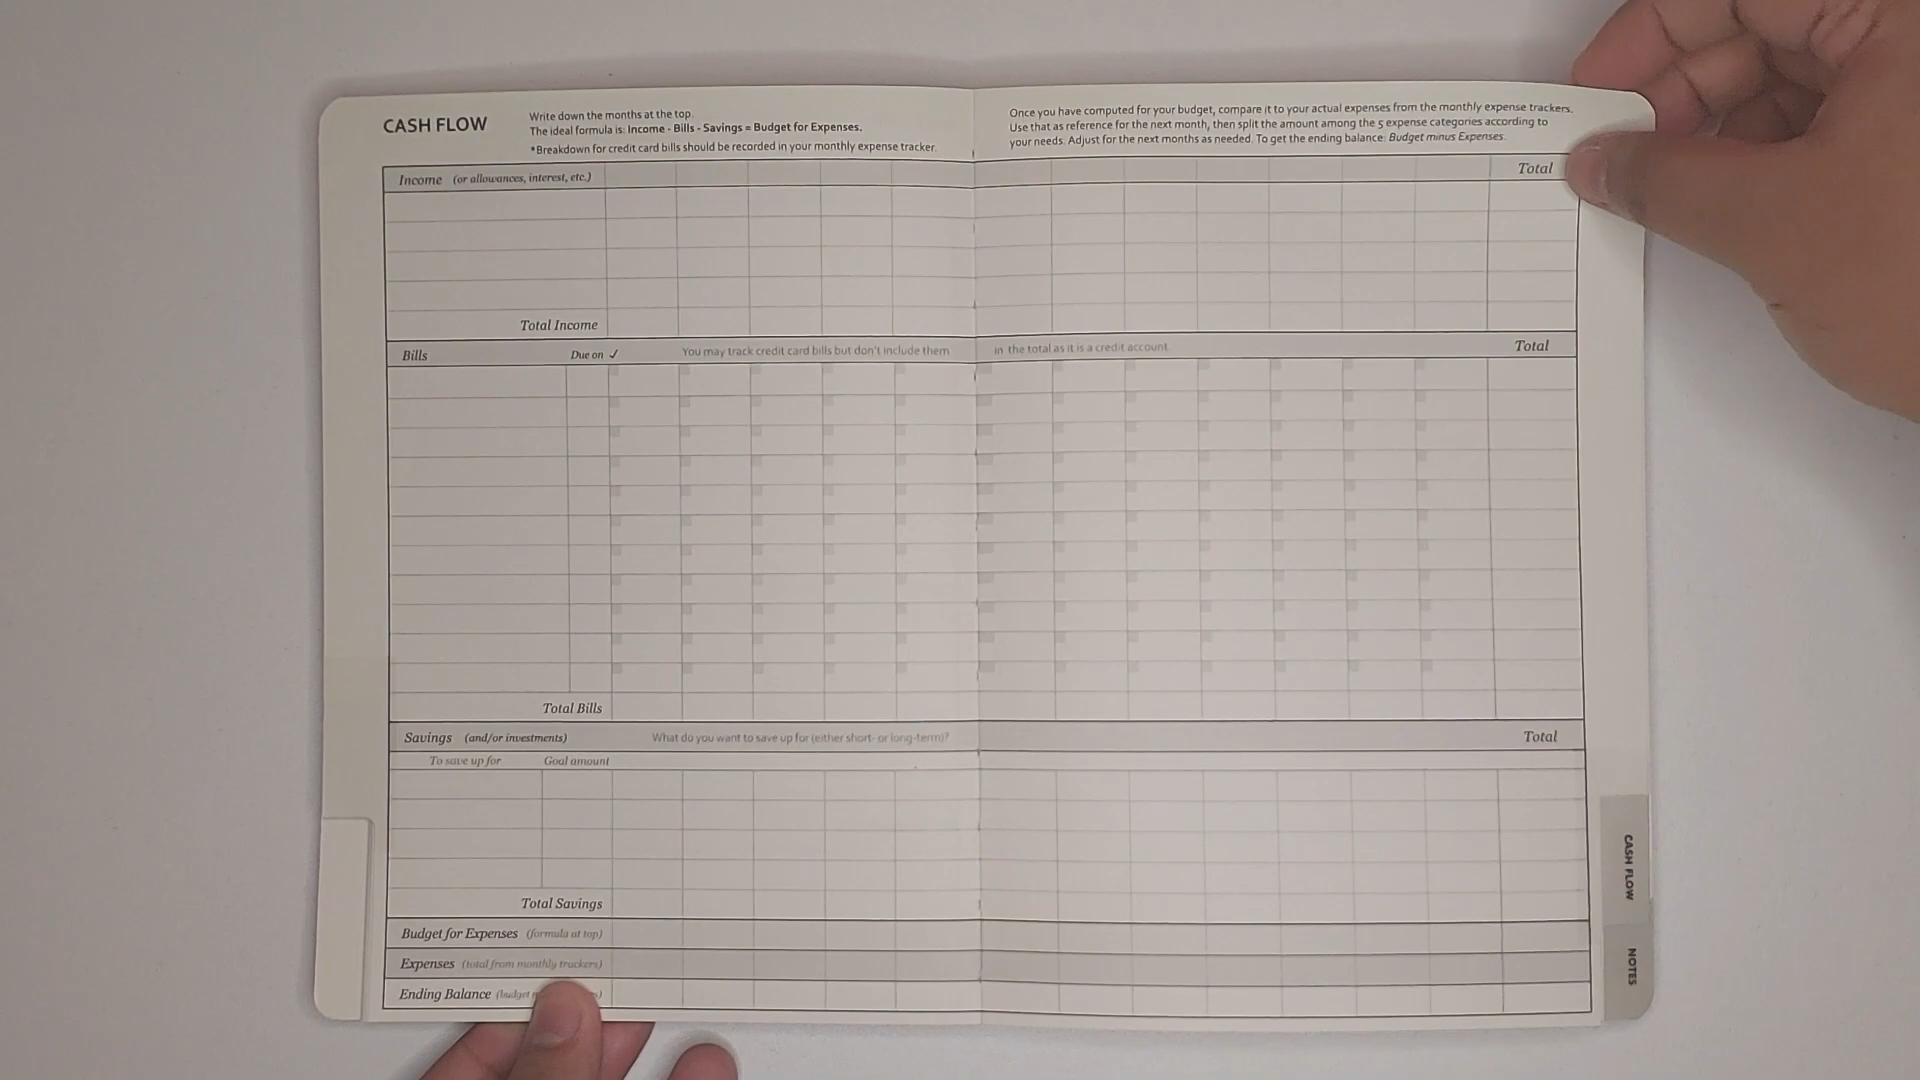 CASH FLOW
Write down the months at the top.
The ideal formula is: Income - Bills - Savings = Budget for Expenses.
*Breakdown for credit card bills should be recorded in your monthly expense tracker.
Once you have computed for your budget, compare it to your actual expenses from the monthly expense trackers.
Use that as reference for the next month, then split the amount among the 5 expense categories according to
your needs. Adjust for the next months as needed. To get the ending balance: Budget minus Expenses.
Income (or allowances, interest, etc.) Total
Total Income
Bills Due on ✓ You may track credit card bills but don't include them in the total as it is a credit account. Total
Total Bills
Savings (and/or investments) What do you want to save up for (either short- or long-term)? Total
To save up for Goal amount
Total Savings
Budget for Expenses (formula at top)
Expenses (total from monthly trackers)
Ending Balance (budget
CASH FLOW
NOTES